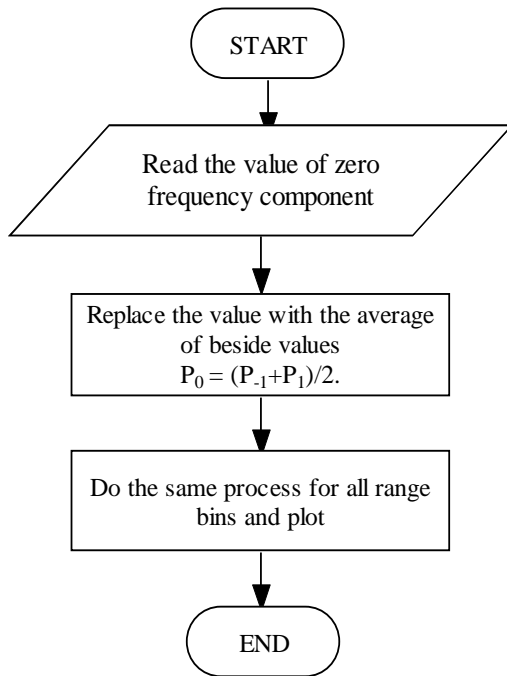 START
Read the value of zero
frequency component
Replace the value with the average
of beside values
P₀ = (P₋₁+P₁)/2.
Do the same process for all range
bins and plot
END